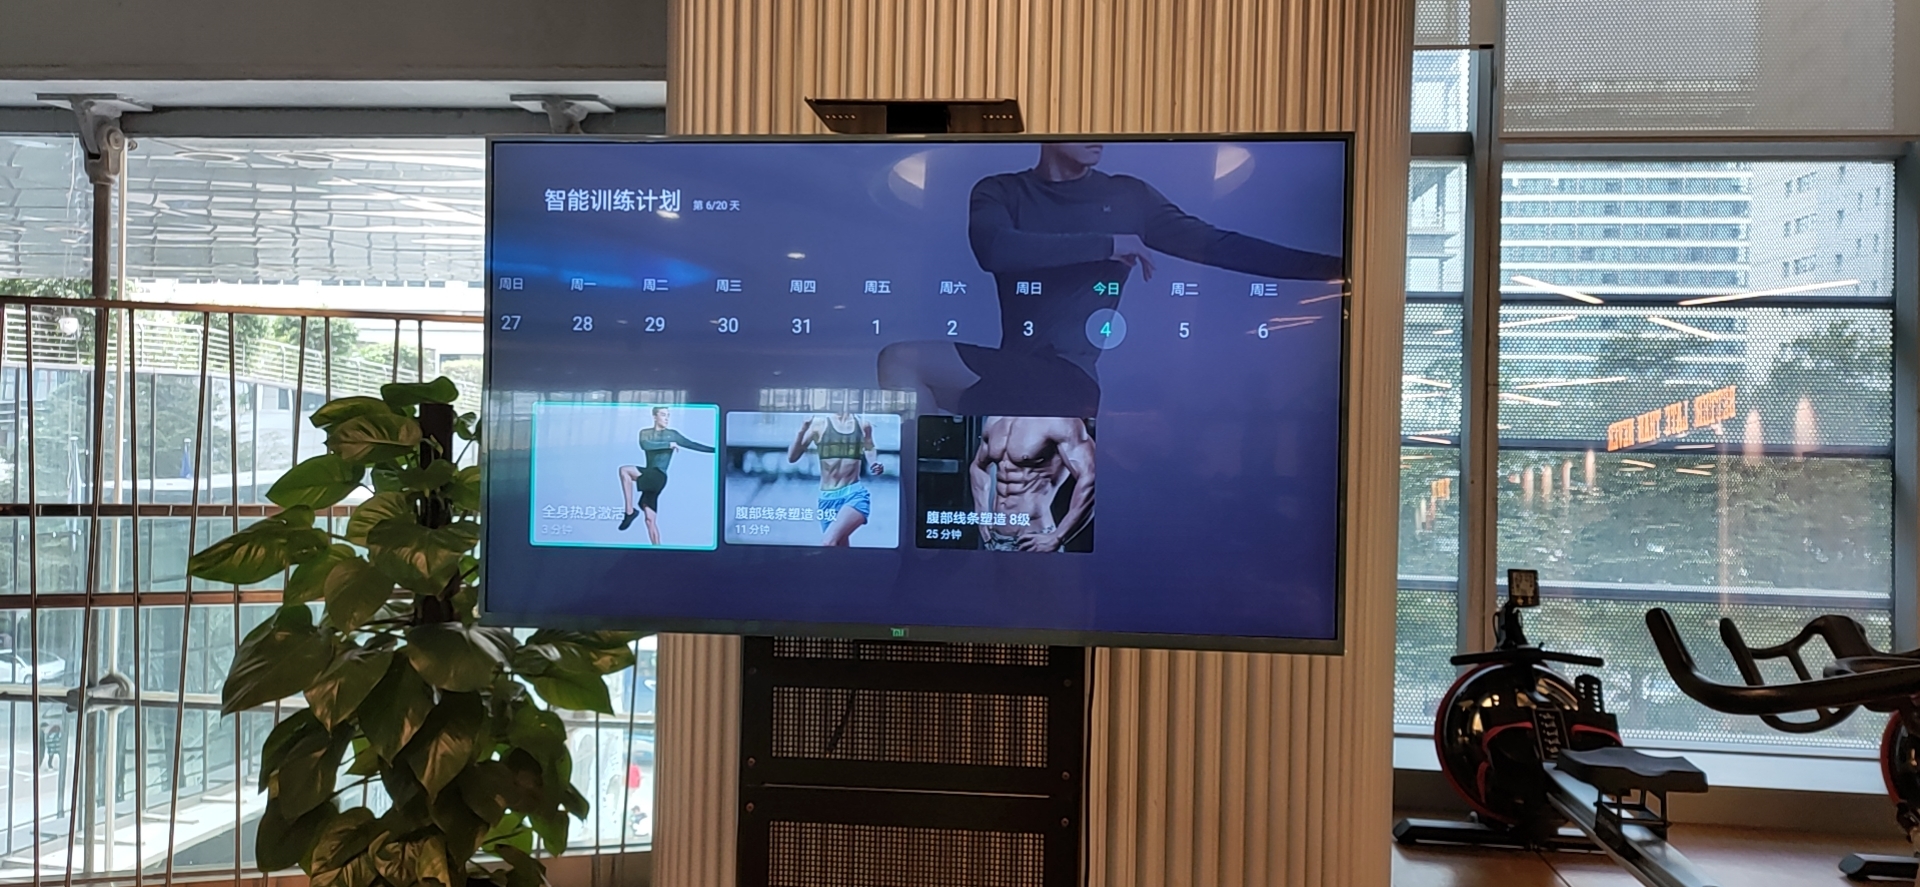 智能训练计划 第 6/20 天
周日 周一 周二 周三 周四 周五 周六 周日 今日 周二 周三
27 28 29 30 31 1 2 3 4 5 6
全身热身激活 腹部线条塑造 3级 腹部线条塑造 8级
3 分钟 11 分钟 25 分钟